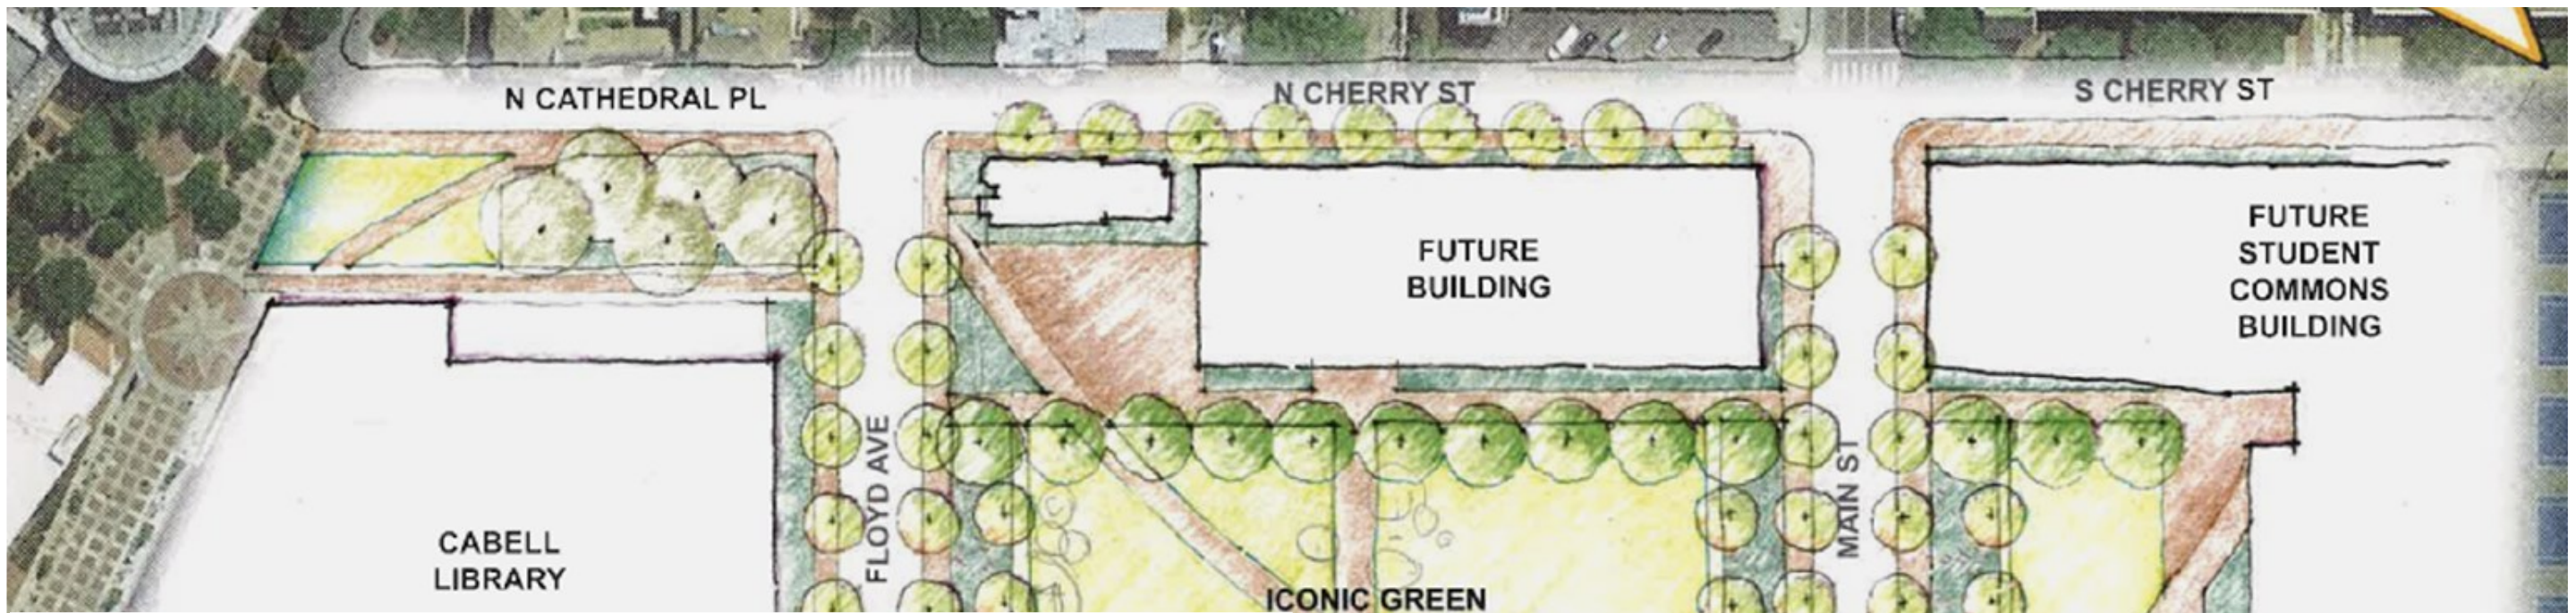 N CATHEDRAL PL
N CHERRY ST
S CHERRY ST
FUTURE
BUILDING
FUTURE
STUDENT
COMMONS
BUILDING
FLOYD AVE
MAIN ST
CABELL
LIBRARY
ICONIC GREEN